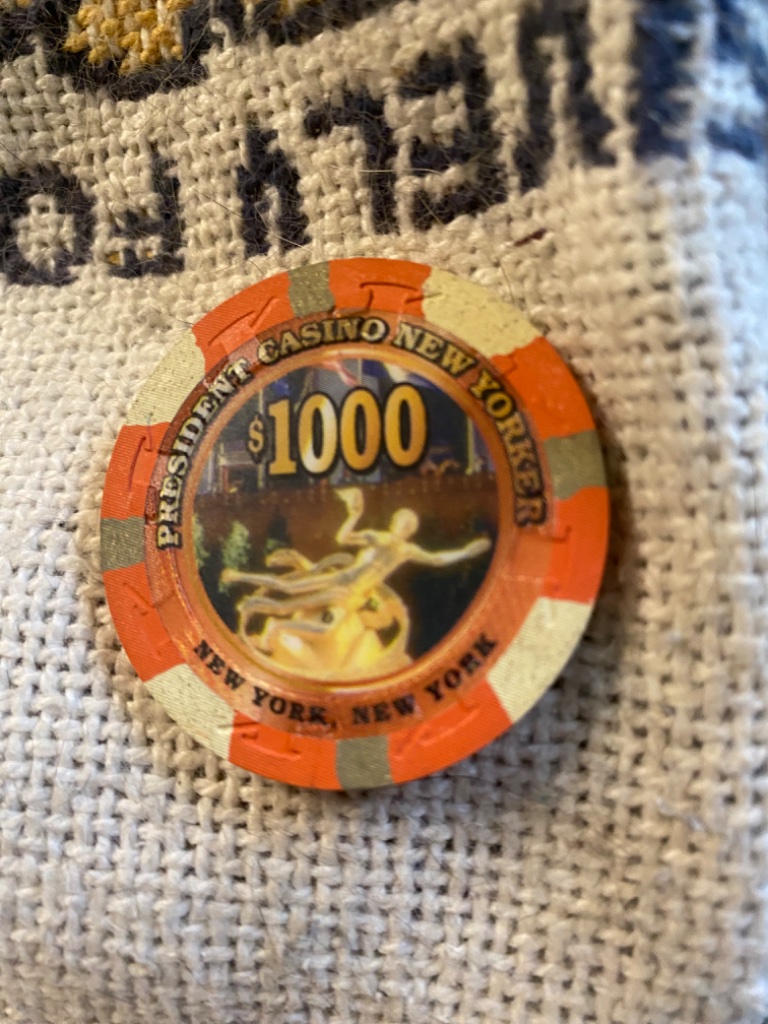 PRESIDENT CASINO NEW YORKER
$1000
NEW YORK, NEW YORK